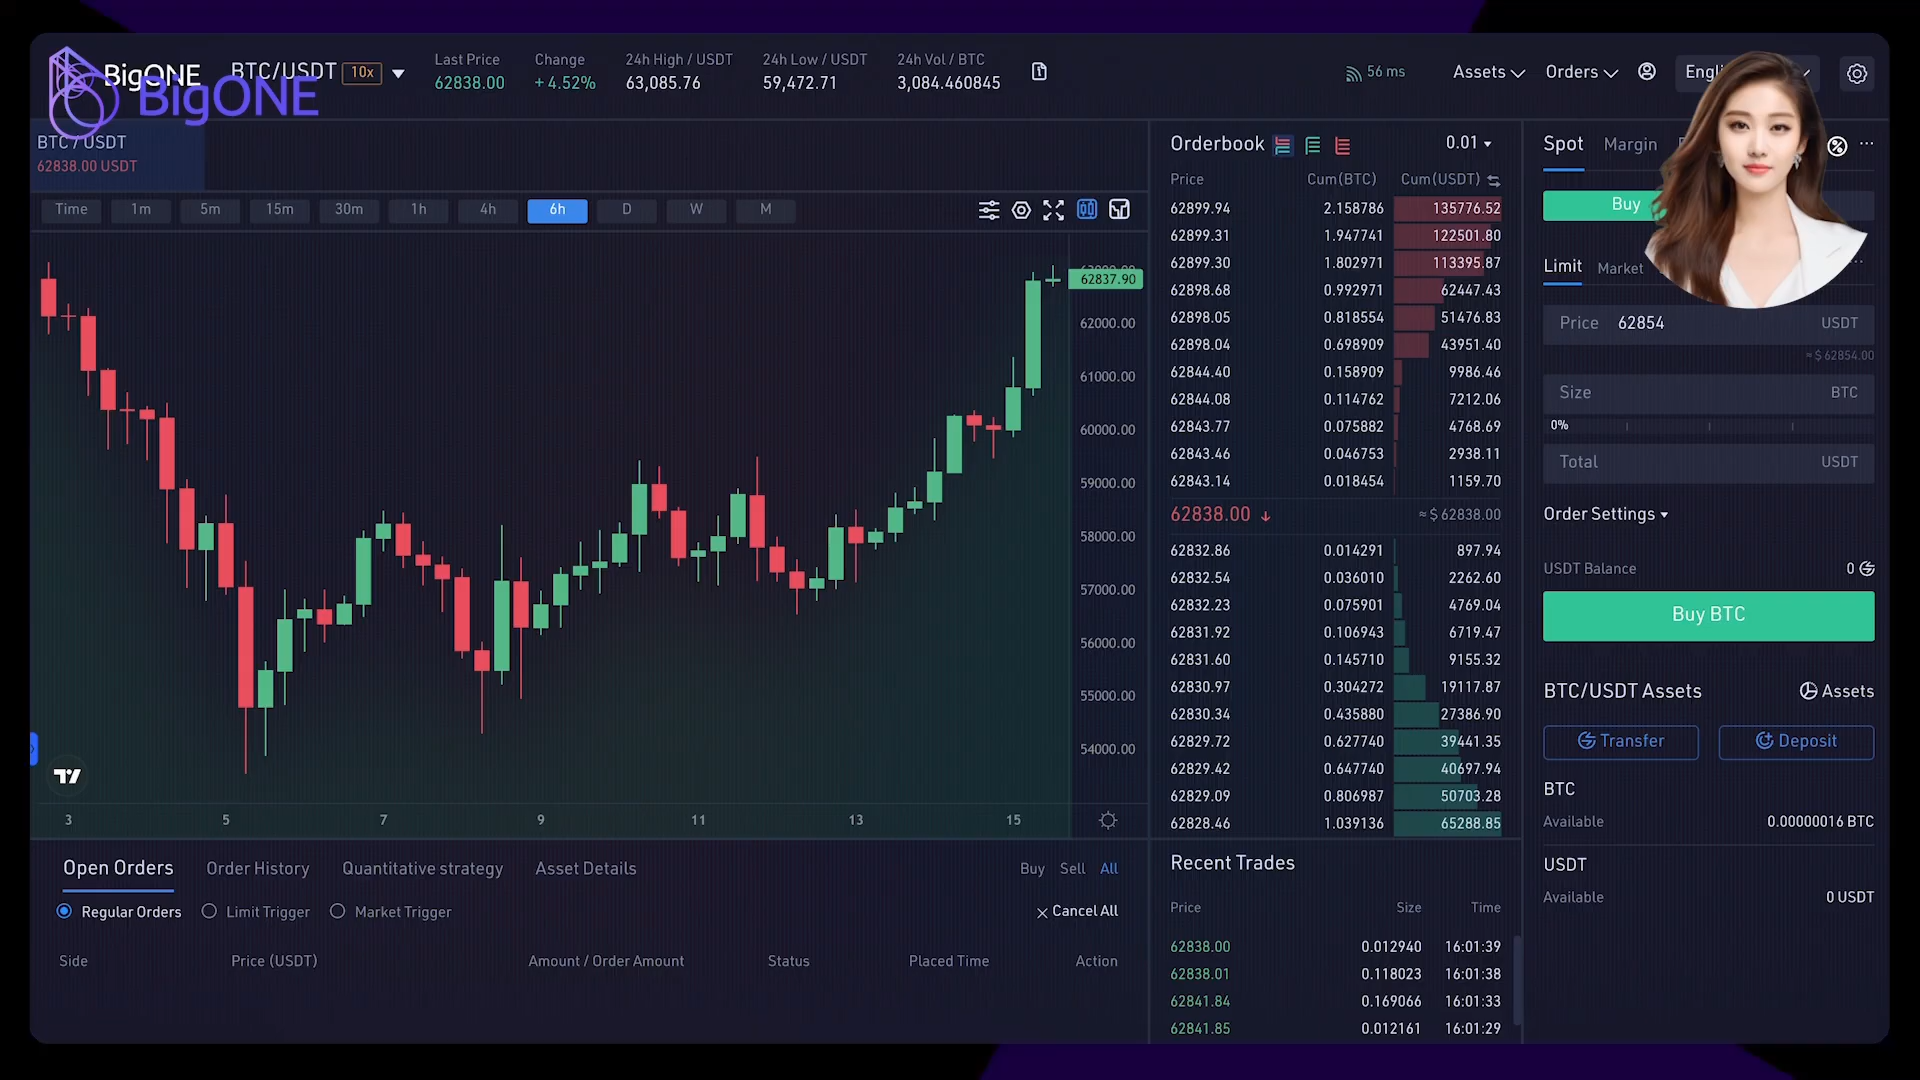 BigONE
BigONE
BTC/USDT 10x
Last Price
62838.00
Change
+4.52%
24h High / USDT
63,085.76
24h Low / USDT
59,472.71
24h Vol / BTC
3,084.460845
56 ms
Assets
Orders
BTC / USDT
62838.00 USDT
Time 1m 5m 15m 30m 1h 4h 6h D W M
62837.90
62000.00
61000.00
60000.00
59000.00
58000.00
57000.00
56000.00
55000.00
54000.00
3 5 7 9 11 13 15
Orderbook 0.01
Price Cum(BTC) Cum(USDT)
62899.94 2.158786 135776.52
62899.31 1.947741 122501.80
62899.30 1.802971 113395.87
62898.68 0.992971 62447.43
62898.05 0.818554 51476.83
62898.04 0.698909 43951.40
62844.40 0.158909 9986.46
62844.08 0.114762 7212.06
62843.77 0.075882 4768.69
62843.46 0.046753 2938.11
62843.14 0.018454 1159.70
62838.00 ↓ ≈ $ 62838.00
62832.86 0.014291 897.94
62832.54 0.036010 2262.60
62832.23 0.075901 4769.04
62831.92 0.106943 6719.47
62831.60 0.145710 9155.32
62830.97 0.304272 19117.87
62830.34 0.435880 27386.90
62829.72 0.627740 39441.35
62829.42 0.647740 40697.94
62829.09 0.806987 50703.28
62828.46 1.039136 65288.85
Spot Margin
Buy
Limit Market
Price 62854 USDT
≈ $ 62854.00
Size BTC
0%
Total USDT
Order Settings
USDT Balance 0
Buy BTC
BTC/USDT Assets Assets
Transfer Deposit
BTC
Available 0.00000016 BTC
USDT
Available 0 USDT
Open Orders Order History Quantitative strategy Asset Details Buy Sell All
Regular Orders Limit Trigger Market Trigger Cancel All
Side Price (USDT) Amount / Order Amount Status Placed Time Action
Recent Trades
Price Size Time
62838.00 0.012940 16:01:39
62838.01 0.118023 16:01:38
62841.84 0.169066 16:01:33
62841.85 0.012161 16:01:29